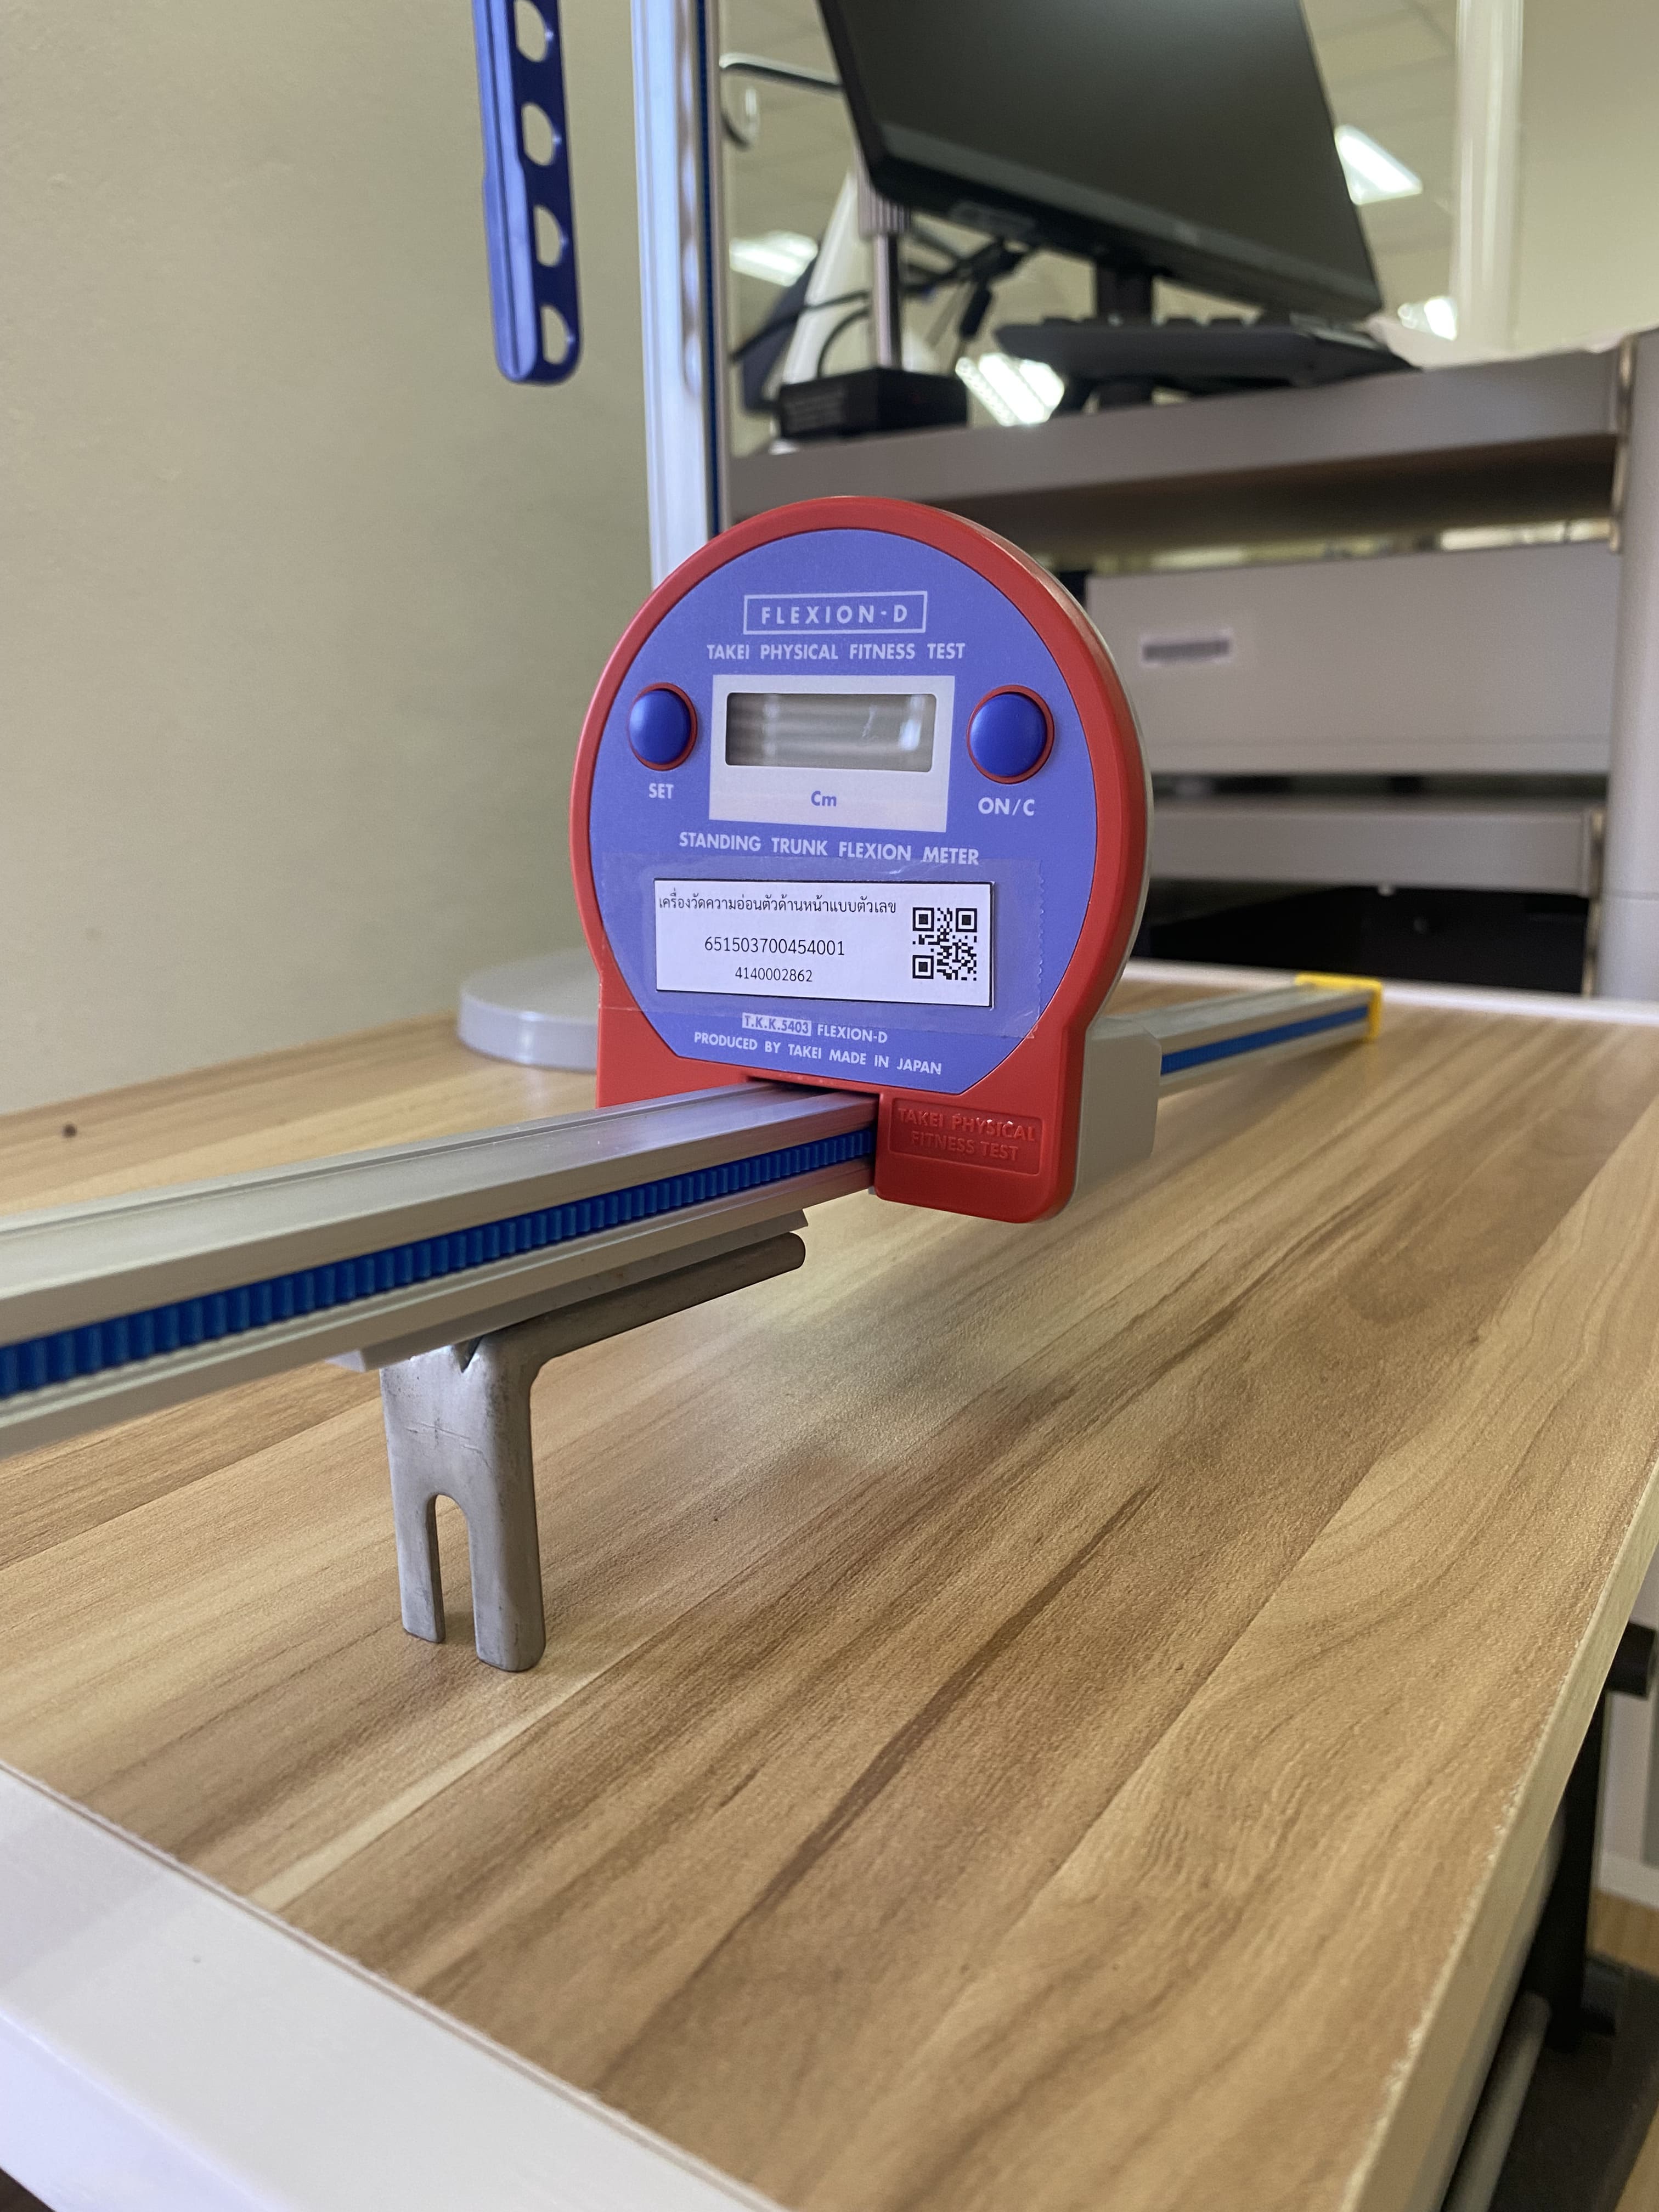 FLEXION-D
TAKEI PHYSICAL FITNESS TEST
SET
Cm
ON/C
STANDING TRUNK FLEXION METER
เครื่องวัดความอ่อนตัวด้านหน้าแบบตัวเลข
651503700454001
4140002862
T.K.K.5403 FLEXION-D
PRODUCED BY TAKEI MADE IN JAPAN
TAKEI PHYSICAL
FITNESS TEST